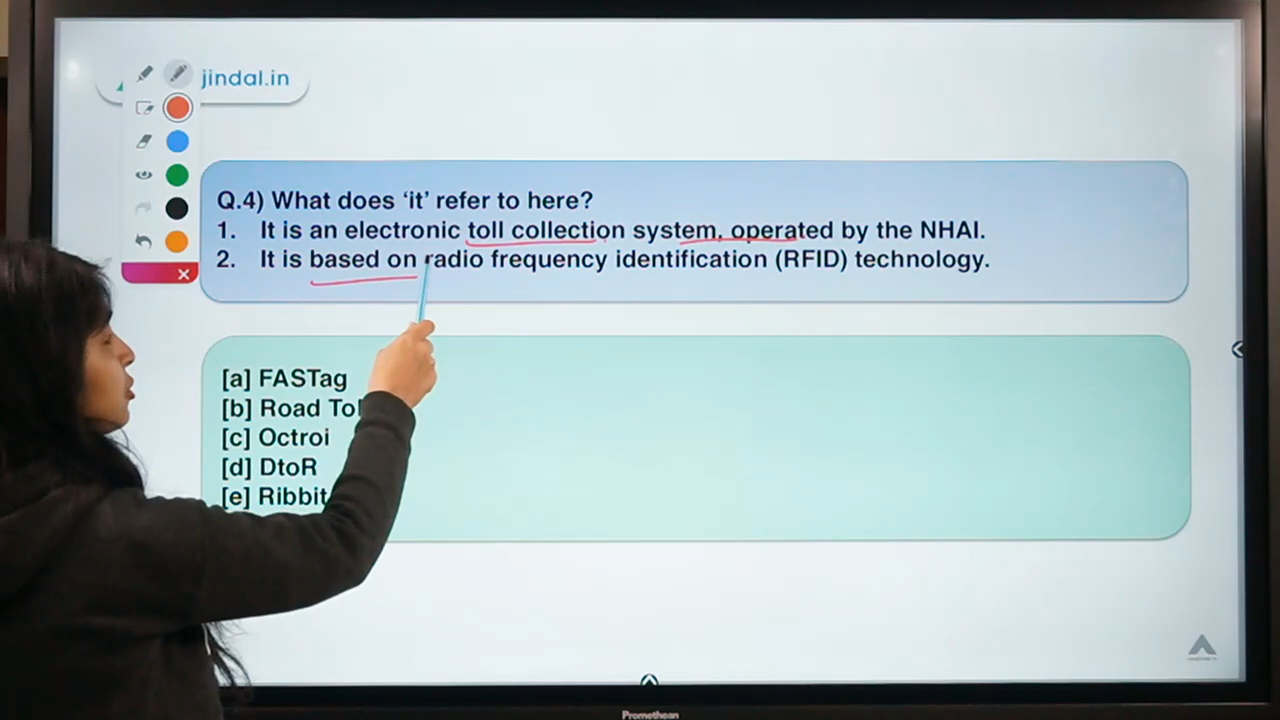 jindal.in
Q.4) What does ‘it’ refer to here?
1. It is an electronic toll collection system, operated by the NHAI.
2. It is based on radio frequency identification (RFID) technology.
[a] FASTag
[b] Road Tol
[c] Octroi
[d] DtoR
[e] Ribbit
Promethean